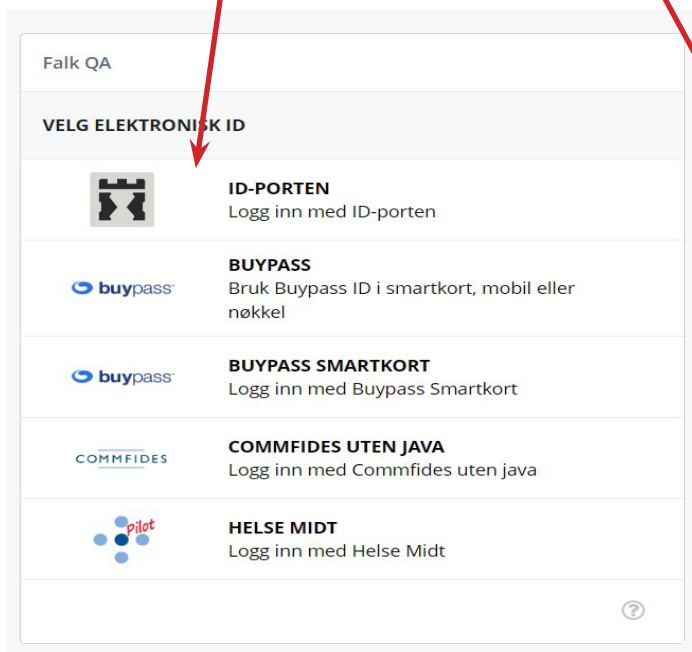 Falk QA
VELG ELEKTRONISK ID
ID-PORTEN
Logg inn med ID-porten
buypass
BUYPASS
Bruk Buypass ID i smartkort, mobil eller
nøkkel
buypass
BUYPASS SMARTKORT
Logg inn med Buypass Smartkort
COMMFIDES
COMMFIDES UTEN JAVA
Logg inn med Commfides uten java
Pilot
HELSE MIDT
Logg inn med Helse Midt
?